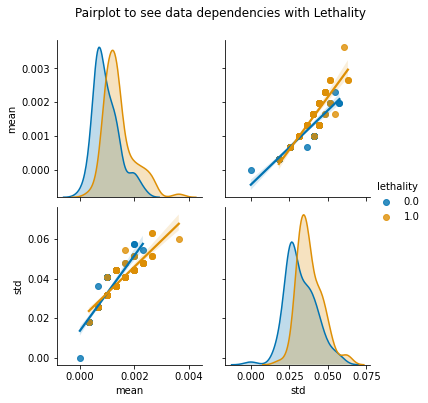 Pairplot to see data dependencies with Lethality
mean
0.003
0.002
0.001
0.000
lethality
0.0
1.0
std
0.06
0.04
0.02
0.00
0.000 0.002 0.004
mean
0.000 0.025 0.050 0.075
std